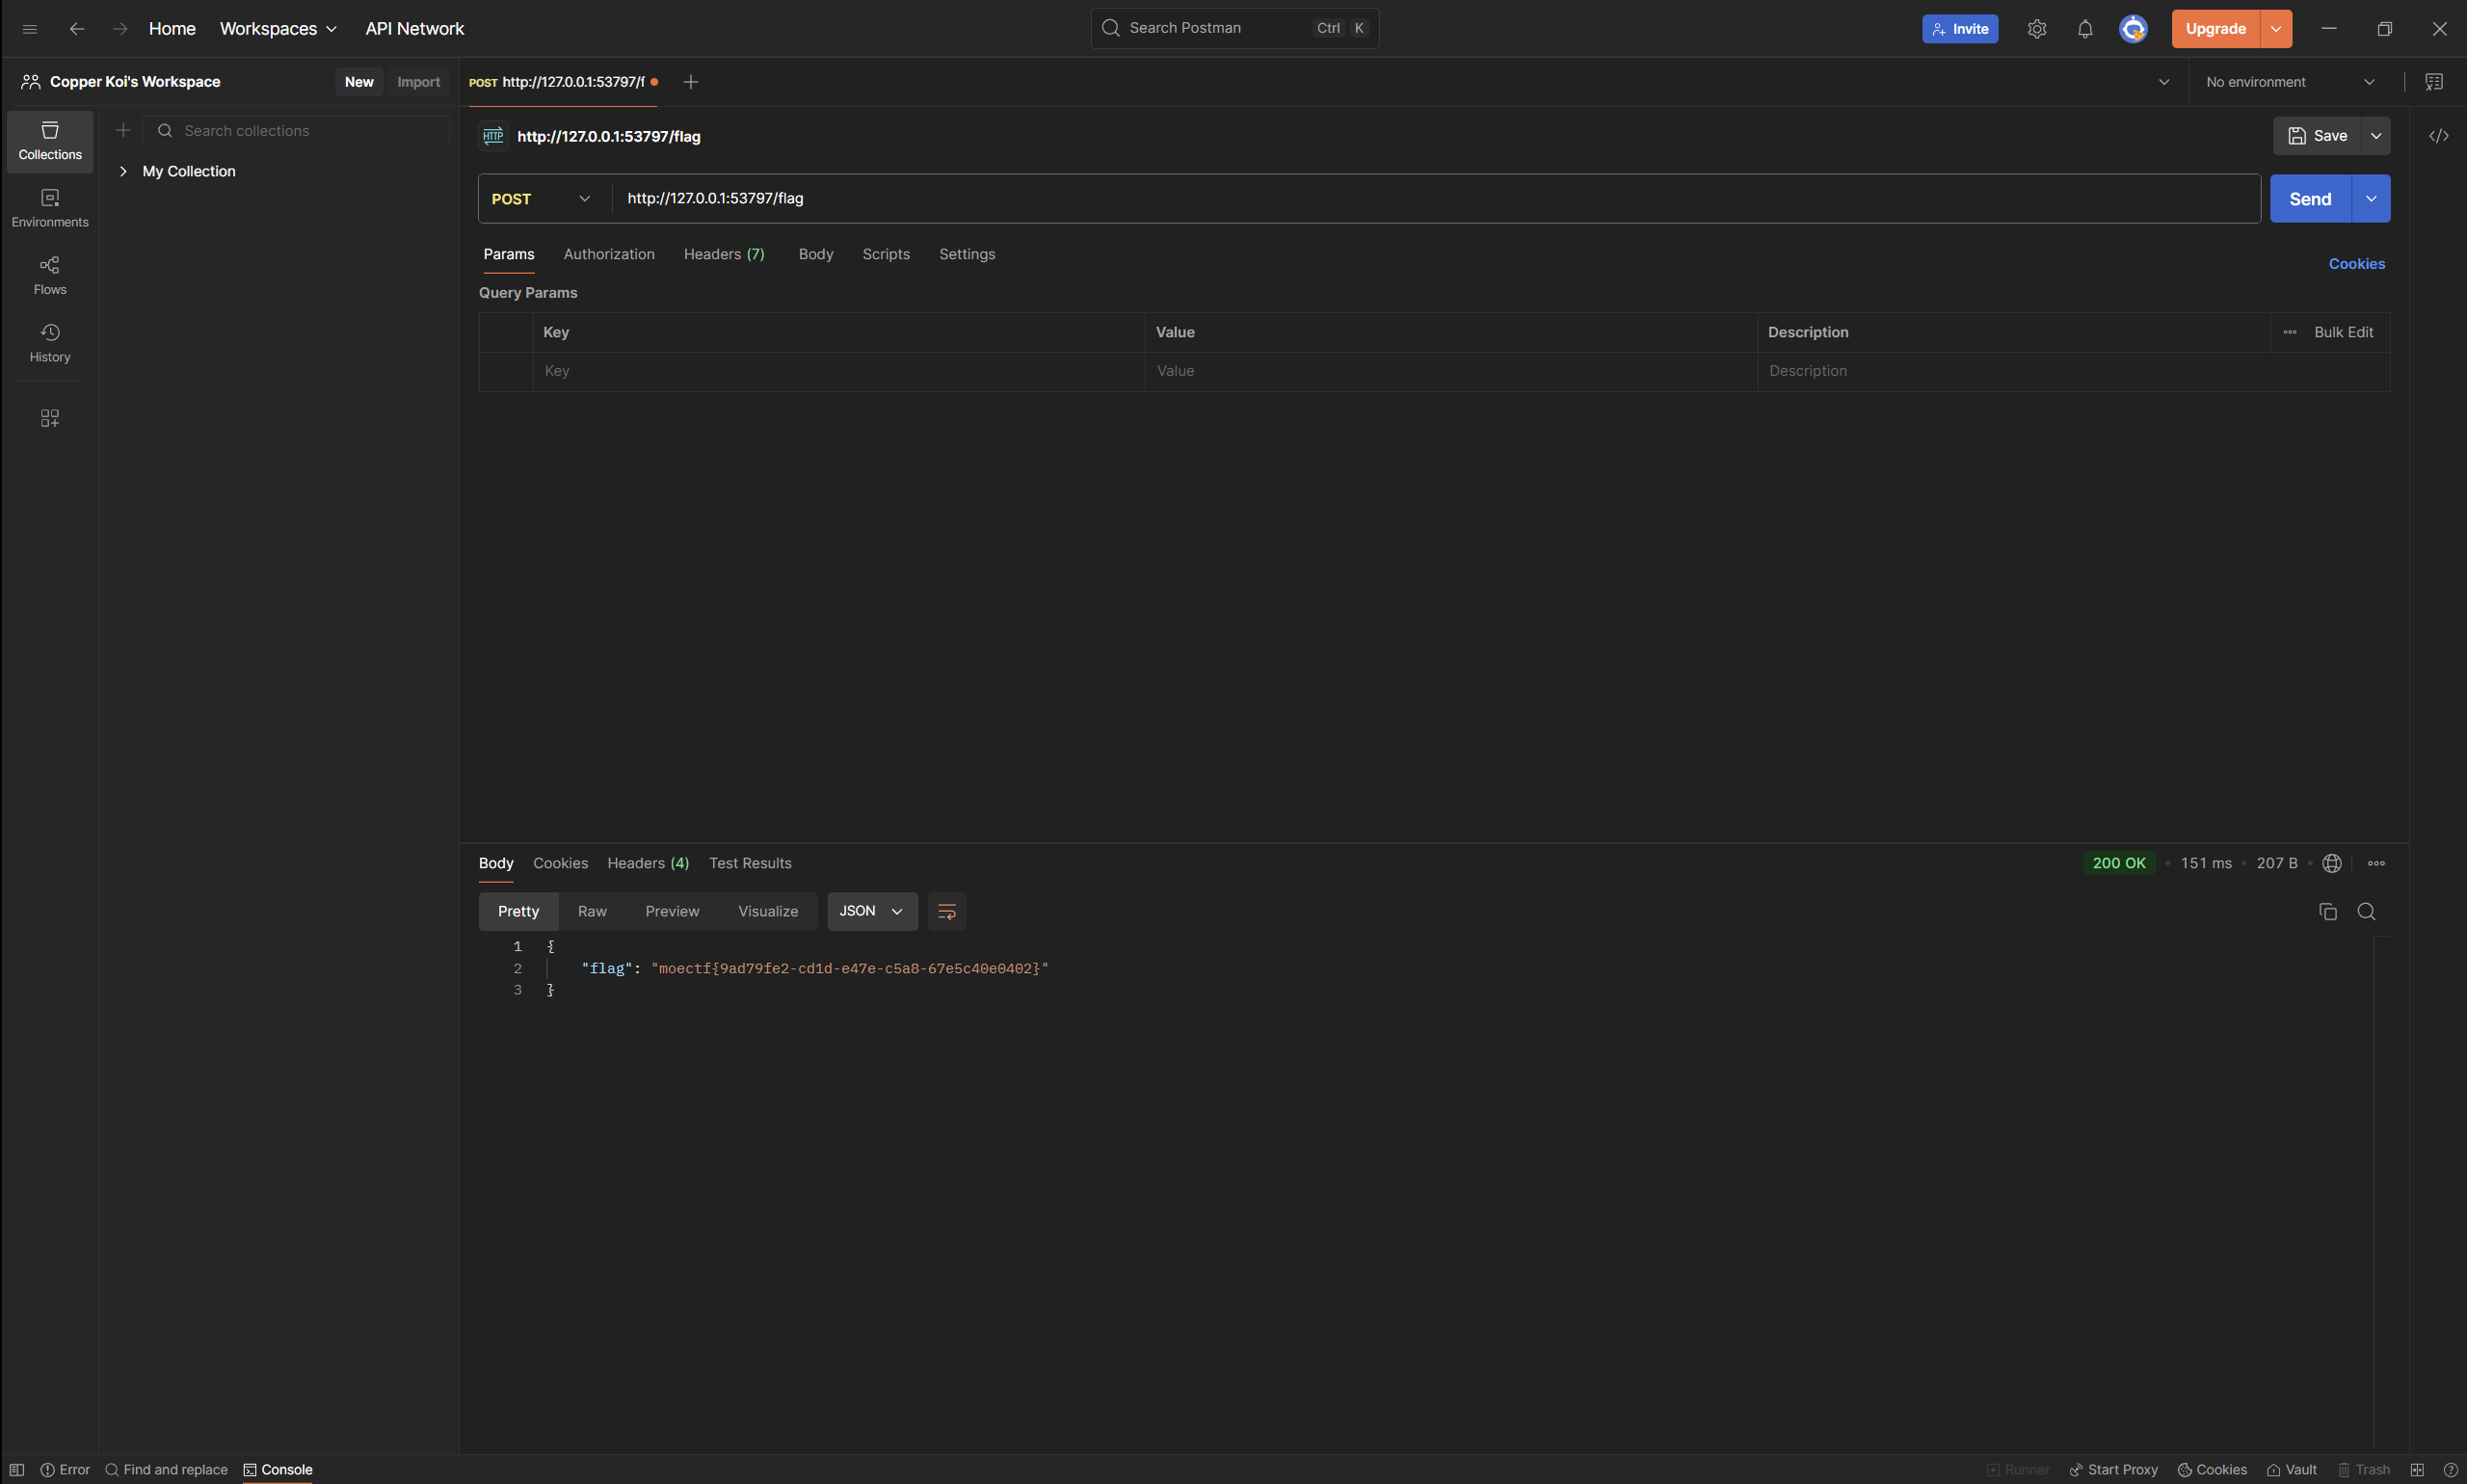 Home Workspaces API Network Search Postman Ctrl K Invite Upgrade
Copper Koi's Workspace New Import POST http://127.0.0.1:53797/f No environment
Collections Search collections HTTP http://127.0.0.1:53797/flag Save
My Collection
Environments POST http://127.0.0.1:53797/flag Send
Params Authorization Headers (7) Body Scripts Settings Cookies
Flows Query Params
History Key Value Description Bulk Edit
Key Value Description
Body Cookies Headers (4) Test Results 200 OK 151 ms 207 B
Pretty Raw Preview Visualize JSON
1 {
2 "flag": "moectf{9ad79fe2-cd1d-e47e-c5a8-67e5c40e0402}"
3 }
Error Find and replace Console Runner Start Proxy Cookies Vault Trash